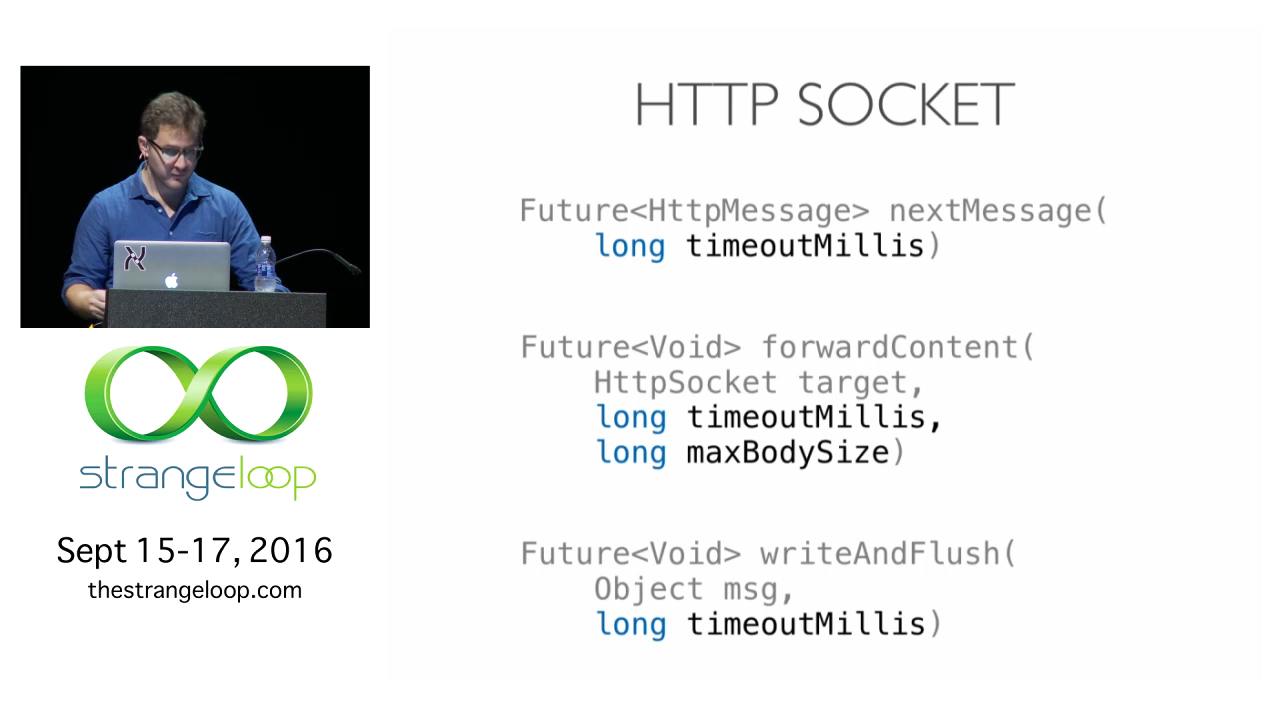 HTTP SOCKET
Future<HttpMessage> nextMessage(
long timeoutMillis)
Future<Void> forwardContent(
HttpSocket target,
long timeoutMillis,
long maxBodySize)
Future<Void> writeAndFlush(
Object msg,
long timeoutMillis)
strangeloop
Sept 15-17, 2016
thestrangeloop.com